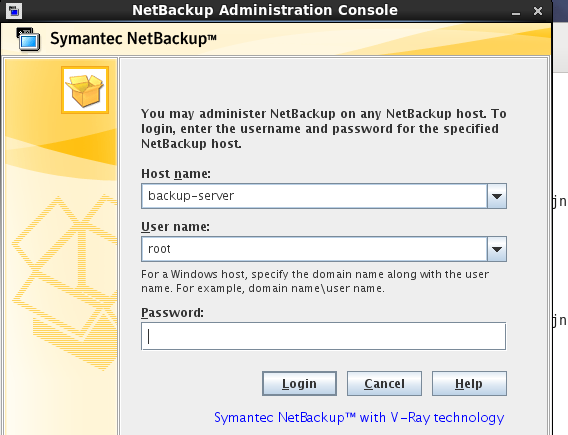 NetBackup Administration Console
Symantec NetBackup™
You may administer NetBackup on any NetBackup host. To
login, enter the username and password for the specified
NetBackup host.
Host name:
backup-server
User name:
root
For a Windows host, specify the domain name along with the user
name. For example, domain name\user name.
Password:
Login Cancel Help
Symantec NetBackup™ with V-Ray technology
jn
jn